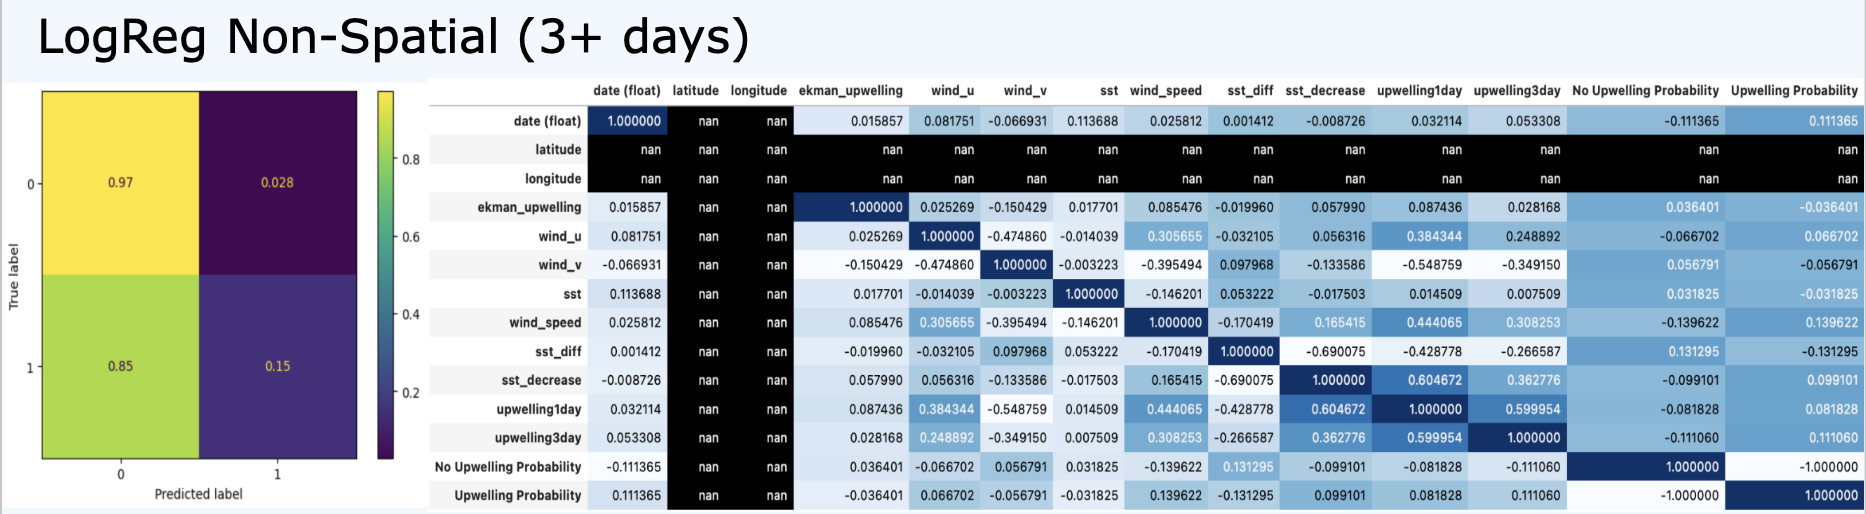 LogReg Non-Spatial (3+ days)
0.97 0.028
0.85 0.15
0
1
True label
0 1
Predicted label
0.8
0.6
0.4
0.2
date (float) latitude longitude ekman_upwelling wind_u wind_v sst wind_speed sst_diff sst_decrease upwelling1day upwelling3day No Upwelling Probability Upwelling Probability
date (float) 1.000000 nan nan 0.015857 0.081751 -0.066931 0.113688 0.025812 0.001412 -0.008726 0.032114 0.053308 -0.111365 0.111365
latitude nan nan nan nan nan nan nan nan nan nan nan nan nan nan
longitude nan nan nan nan nan nan nan nan nan nan nan nan nan nan
ekman_upwelling 0.015857 nan nan 1.000000 0.025269 -0.150429 0.017701 0.085476 -0.019960 0.057990 0.087436 0.028168 0.036401 -0.036401
wind_u 0.081751 nan nan 0.025269 1.000000 -0.474860 -0.014039 0.305655 -0.032105 0.056316 0.384344 0.248892 -0.066702 0.066702
wind_v -0.066931 nan nan -0.150429 -0.474860 1.000000 -0.003223 -0.395494 0.097968 -0.133586 -0.548759 -0.349150 0.056791 -0.056791
sst 0.113688 nan nan 0.017701 -0.014039 -0.003223 1.000000 -0.146201 0.053222 -0.017503 0.014509 0.007509 0.031825 -0.031825
wind_speed 0.025812 nan nan 0.085476 0.305655 -0.395494 -0.146201 1.000000 -0.170419 0.165415 0.444065 0.308253 -0.139622 0.139622
sst_diff 0.001412 nan nan -0.019960 -0.032105 0.097968 0.053222 -0.170419 1.000000 -0.690075 -0.428778 -0.266587 0.131295 -0.131295
sst_decrease -0.008726 nan nan 0.057990 0.056316 -0.133586 -0.017503 0.165415 -0.690075 1.000000 0.604672 0.362776 -0.099101 0.099101
upwelling1day 0.032114 nan nan 0.087436 0.384344 -0.548759 0.014509 0.444065 -0.428778 0.604672 1.000000 0.599954 -0.081828 0.081828
upwelling3day 0.053308 nan nan 0.028168 0.248892 -0.349150 0.007509 0.308253 -0.266587 0.362776 0.599954 1.000000 -0.111060 0.111060
No Upwelling Probability -0.111365 nan nan 0.036401 -0.066702 0.056791 0.031825 -0.139622 0.131295 -0.099101 -0.081828 -0.111060 1.000000 -1.000000
Upwelling Probability 0.111365 nan nan -0.036401 0.066702 -0.056791 -0.031825 0.139622 -0.131295 0.099101 0.081828 0.111060 -1.000000 1.000000